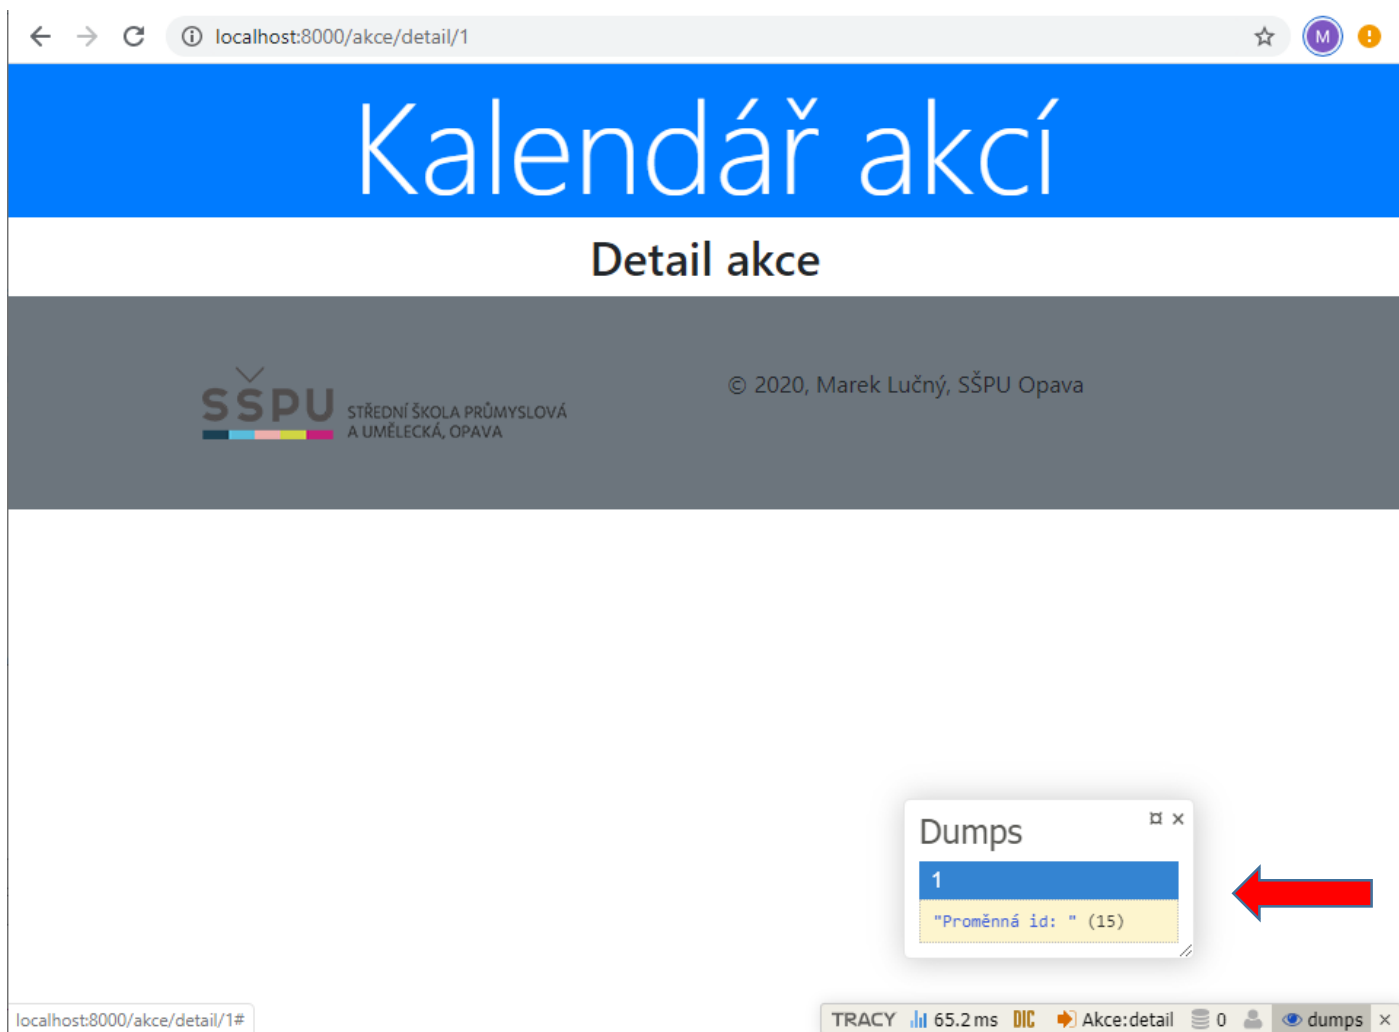 localhost:8000/akce/detail/1
M
Kalendář akcí
Detail akce
SŠPU
STŘEDNÍ ŠKOLA PRŮMYSLOVÁ
A UMĚLECKÁ, OPAVA
© 2020, Marek Lučný, SŠPU Opava
Dumps
1
"Proměnná id: " (15)
localhost:8000/akce/detail/1#
TRACY 65.2 ms DIC Akce:detail 0 dumps ×